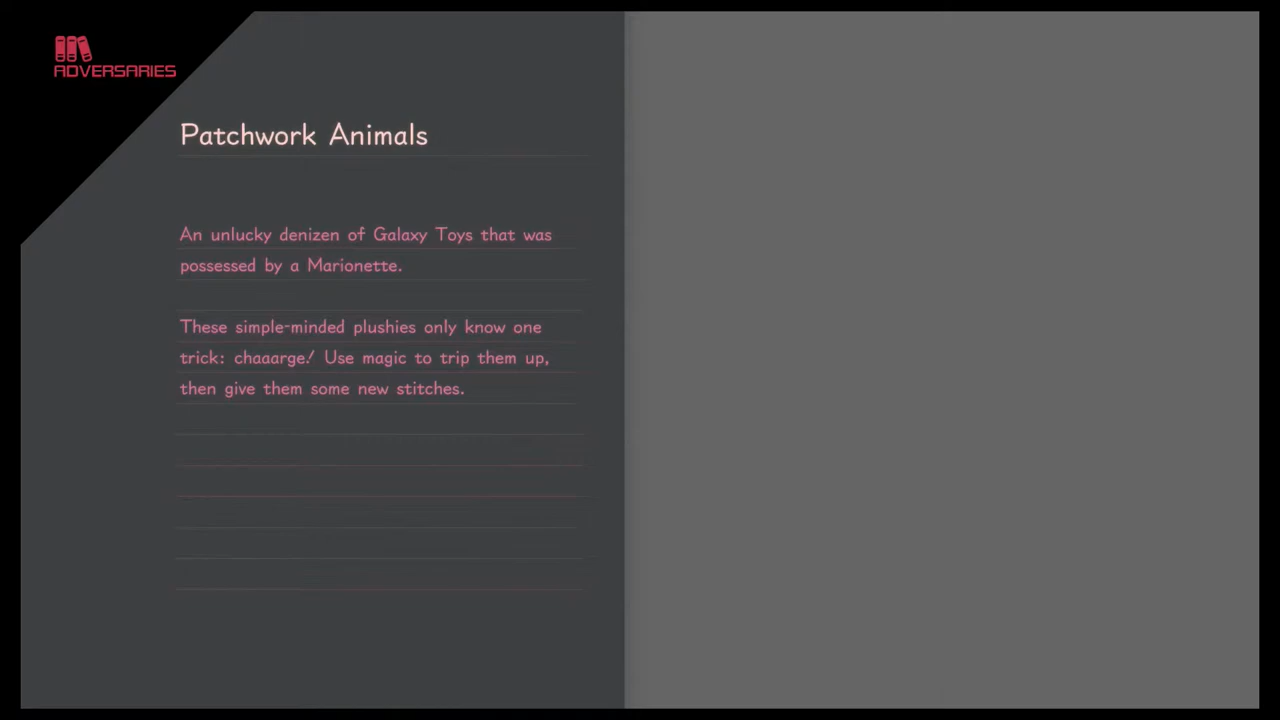 ADVERSARIES
Patchwork Animals
An unlucky denizen of Galaxy Toys that was
possessed by a Marionette.
These simple-minded plushies only know one
trick: chaaarge! Use magic to trip them up,
then give them some new stitches.